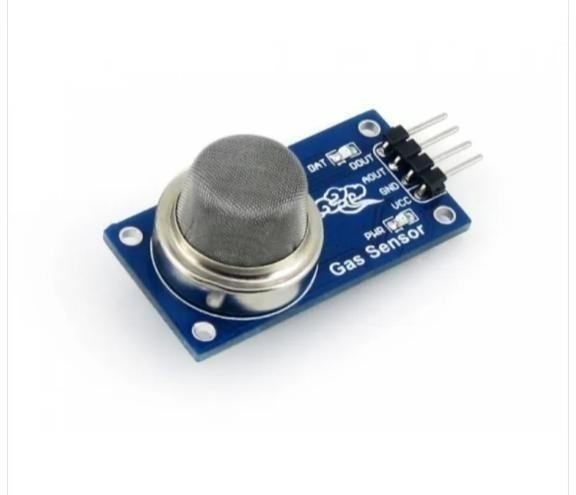 DAT
DOUT
AOUT
GND
VCC
PWR
Gas Sensor